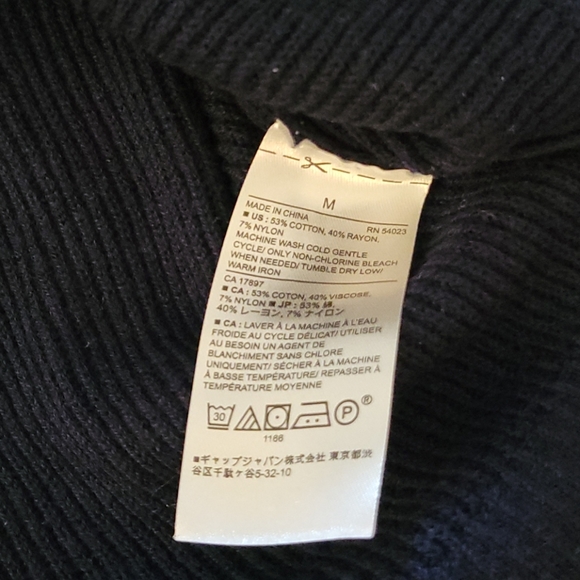 M
MADE IN CHINA RN 54023
■ US : 53% COTTON, 40% RAYON,
7% NYLON
MACHINE WASH COLD GENTLE
CYCLE/ ONLY NON-CHLORINE BLEACH
WHEN NEEDED/ TUMBLE DRY LOW/
WARM IRON
CA 17897
■ CA : 53% COTON, 40% VISCOSE,
7% NYLON ■ JP : 53% 綿,
40% レーヨン, 7% ナイロン
■ CA : LAVER À LA MACHINE À L'EAU
FROIDE AU CYCLE DÉLICAT/ UTILISER
AU BESOIN UN AGENT DE
BLANCHIMENT SANS CHLORE
UNIQUEMENT/ SÉCHER À LA MACHINE
À BASSE TEMPÉRATURE/ REPASSER À
TEMPÉRATURE MOYENNE
30 P ®
1166
■ギャップジャパン株式会社 東京都渋
谷区千駄ヶ谷5-32-10